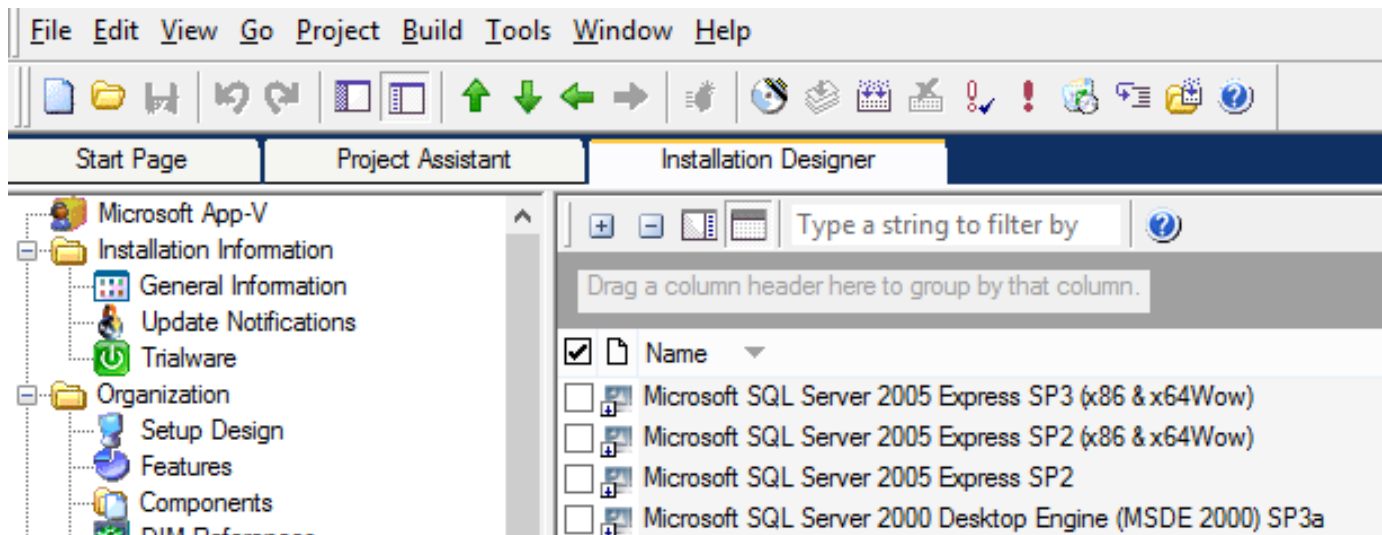 File Edit View Go Project Build Tools Window Help
Start Page Project Assistant Installation Designer
Microsoft App-V
Installation Information
General Information
Update Notifications
Trialware
Organization
Setup Design
Features
Components
DIM References
Type a string to filter by
Drag a column header here to group by that column.
Name
Microsoft SQL Server 2005 Express SP3 (x86 & x64Wow)
Microsoft SQL Server 2005 Express SP2 (x86 & x64Wow)
Microsoft SQL Server 2005 Express SP2
Microsoft SQL Server 2000 Desktop Engine (MSDE 2000) SP3a